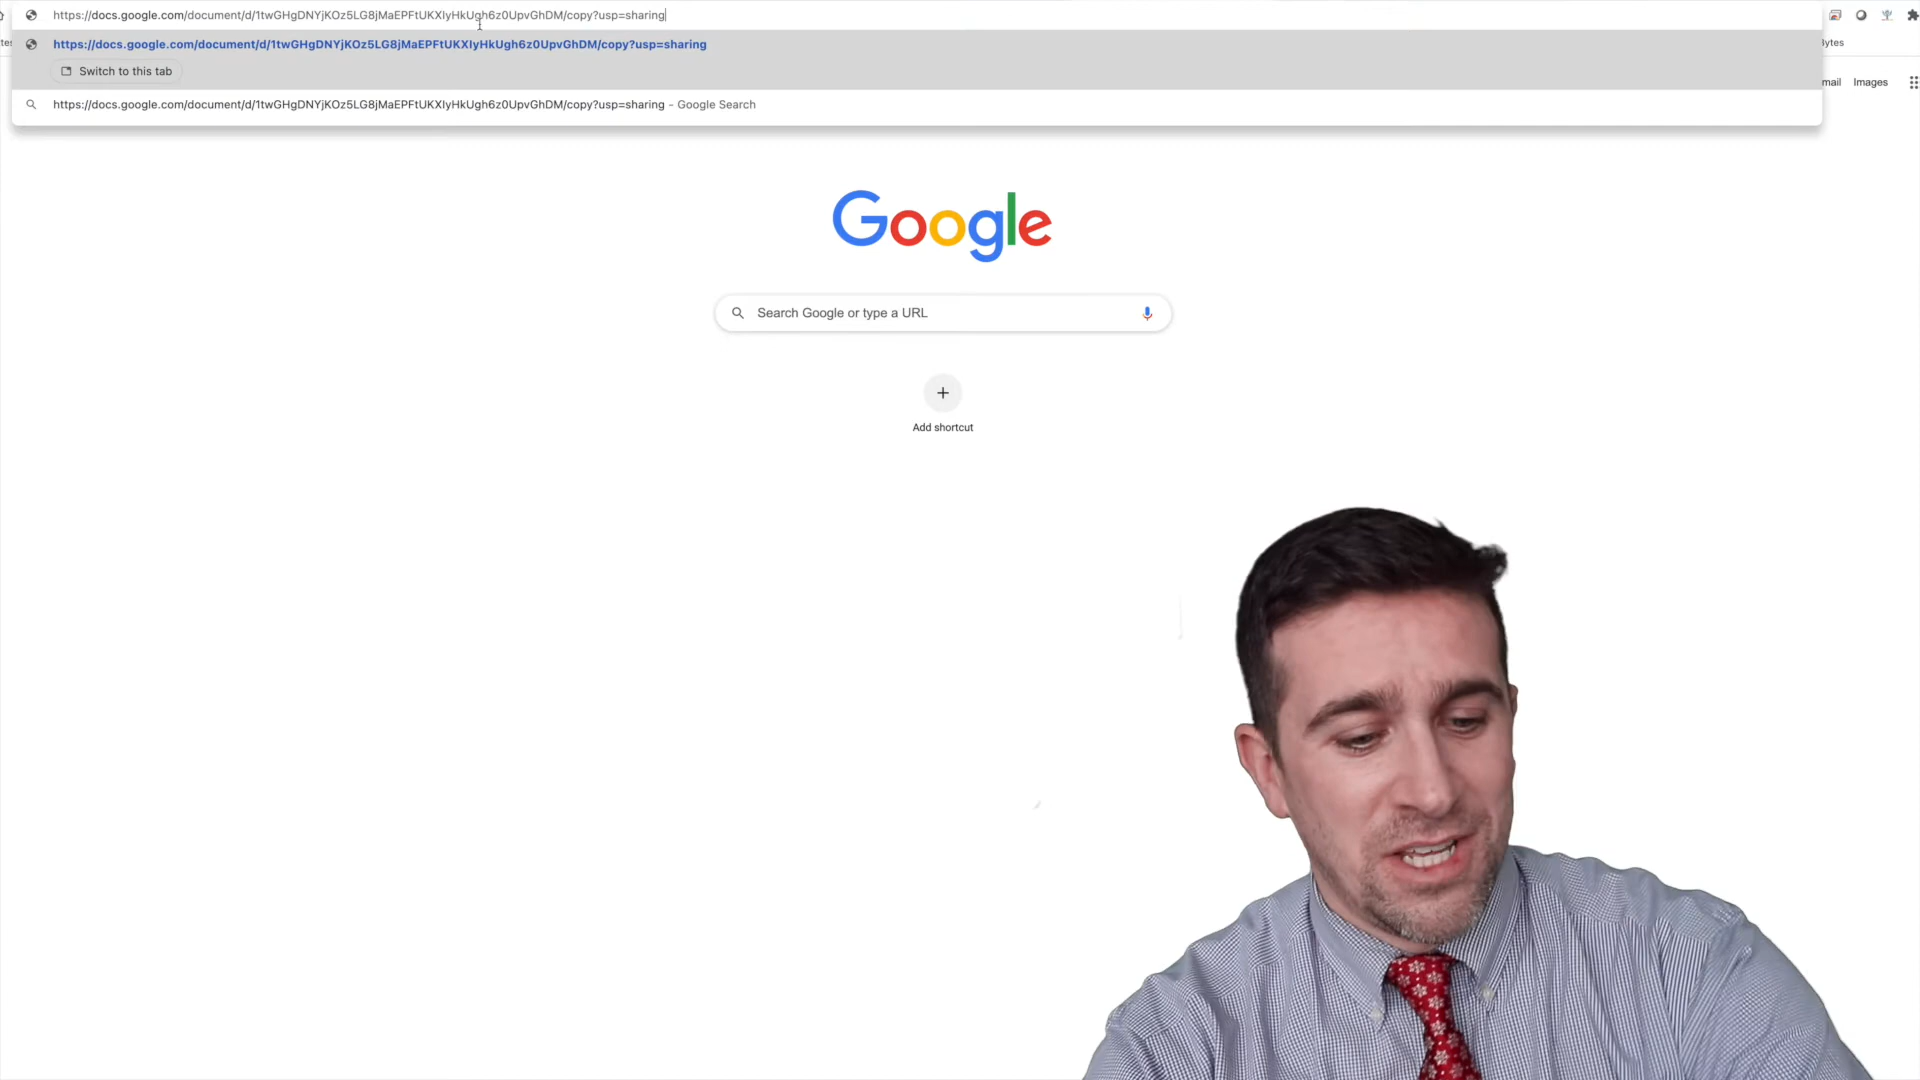 https://docs.google.com/document/d/1twGHgDNYjKOz5LG8jMaEPFtUKXIyHkUgh6z0UpvGhDM/copy?usp=sharing
https://docs.google.com/document/d/1twGHgDNYjKOz5LG8jMaEPFtUKXIyHkUgh6z0UpvGhDM/copy?usp=sharing
Switch to this tab
https://docs.google.com/document/d/1twGHgDNYjKOz5LG8jMaEPFtUKXIyHkUgh6z0UpvGhDM/copy?usp=sharing - Google Search
Images
Google
Search Google or type a URL
Add shortcut